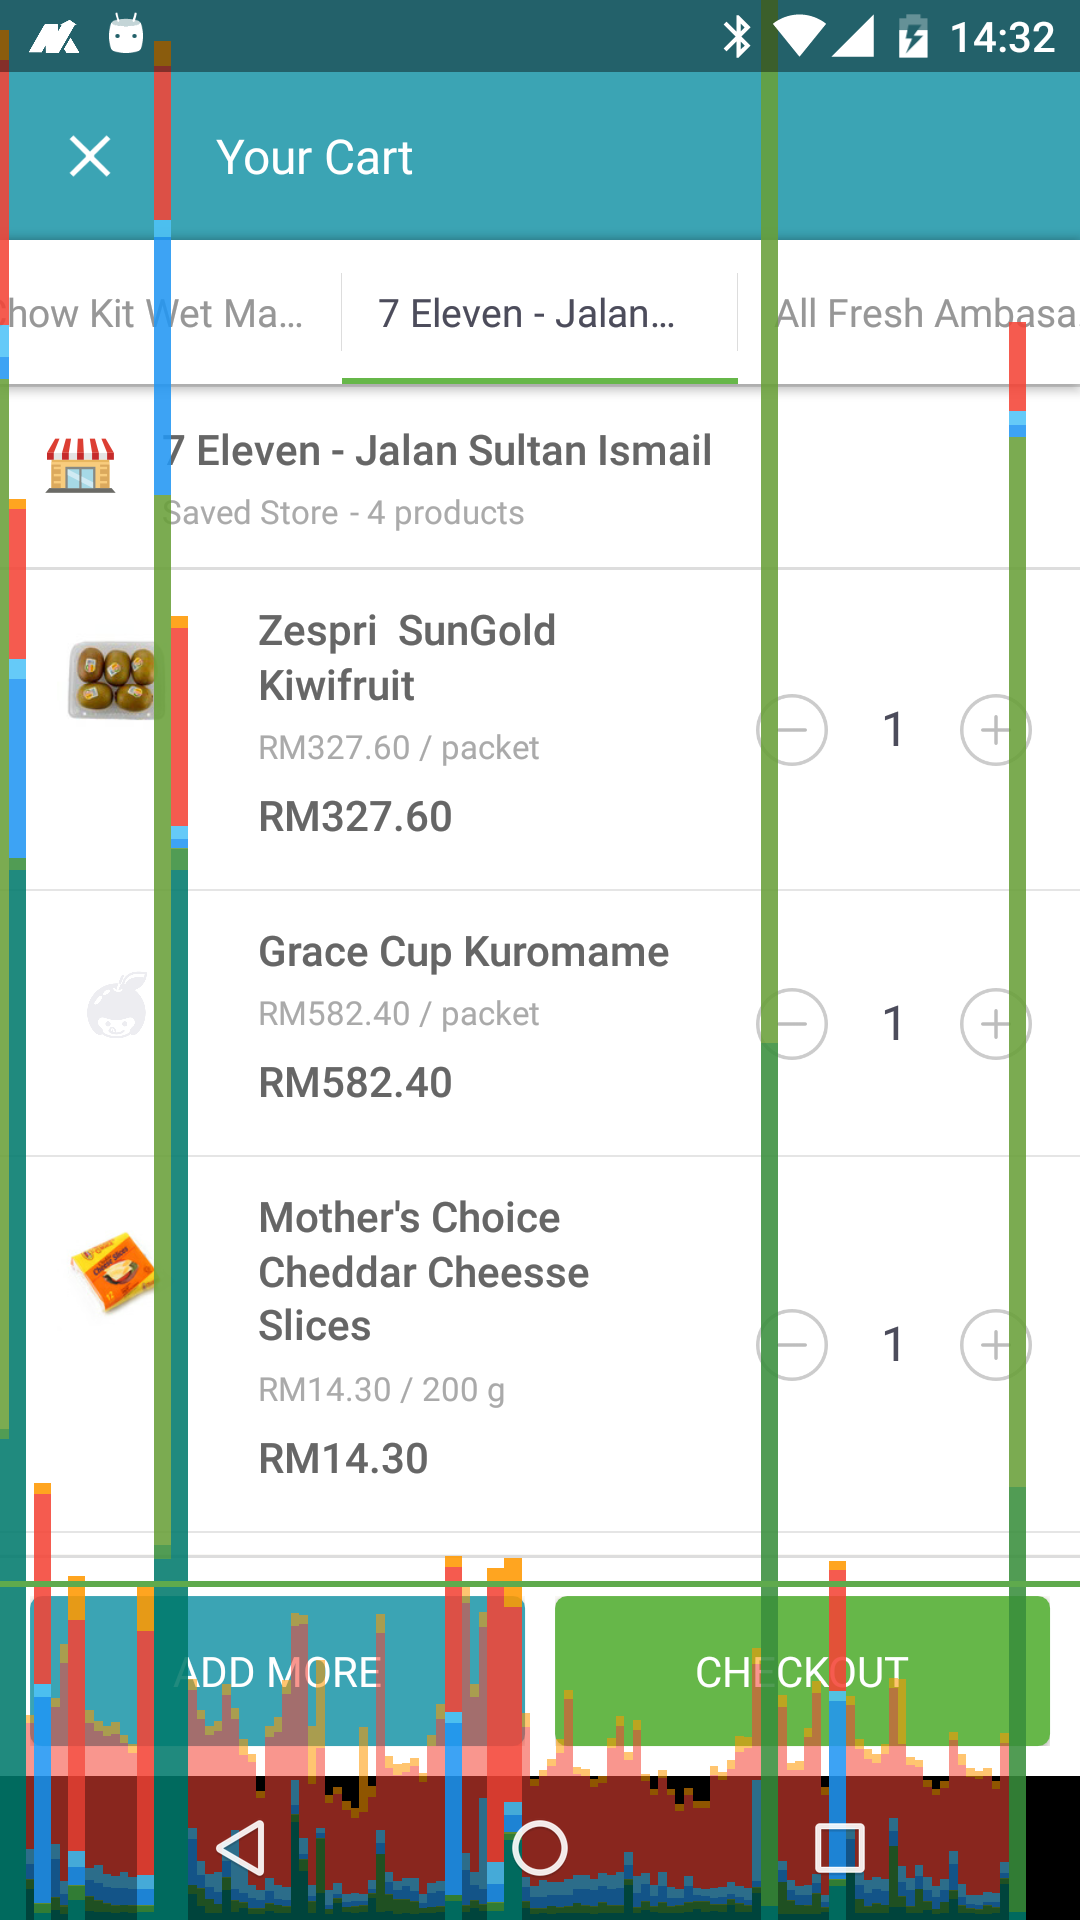 14:32
Your Cart
Chow Kit Wet Ma...
7 Eleven - Jalan...
All Fresh Ambasa
7 Eleven - Jalan Sultan Ismail
Saved Store - 4 products
Zespri SunGold
Kiwifruit
RM327.60 / packet
RM327.60
1
Grace Cup Kuromame
RM582.40 / packet
RM582.40
1
Mother's Choice
Cheddar Cheesse
Slices
RM14.30 / 200 g
RM14.30
1
ADD MORE
CHECKOUT